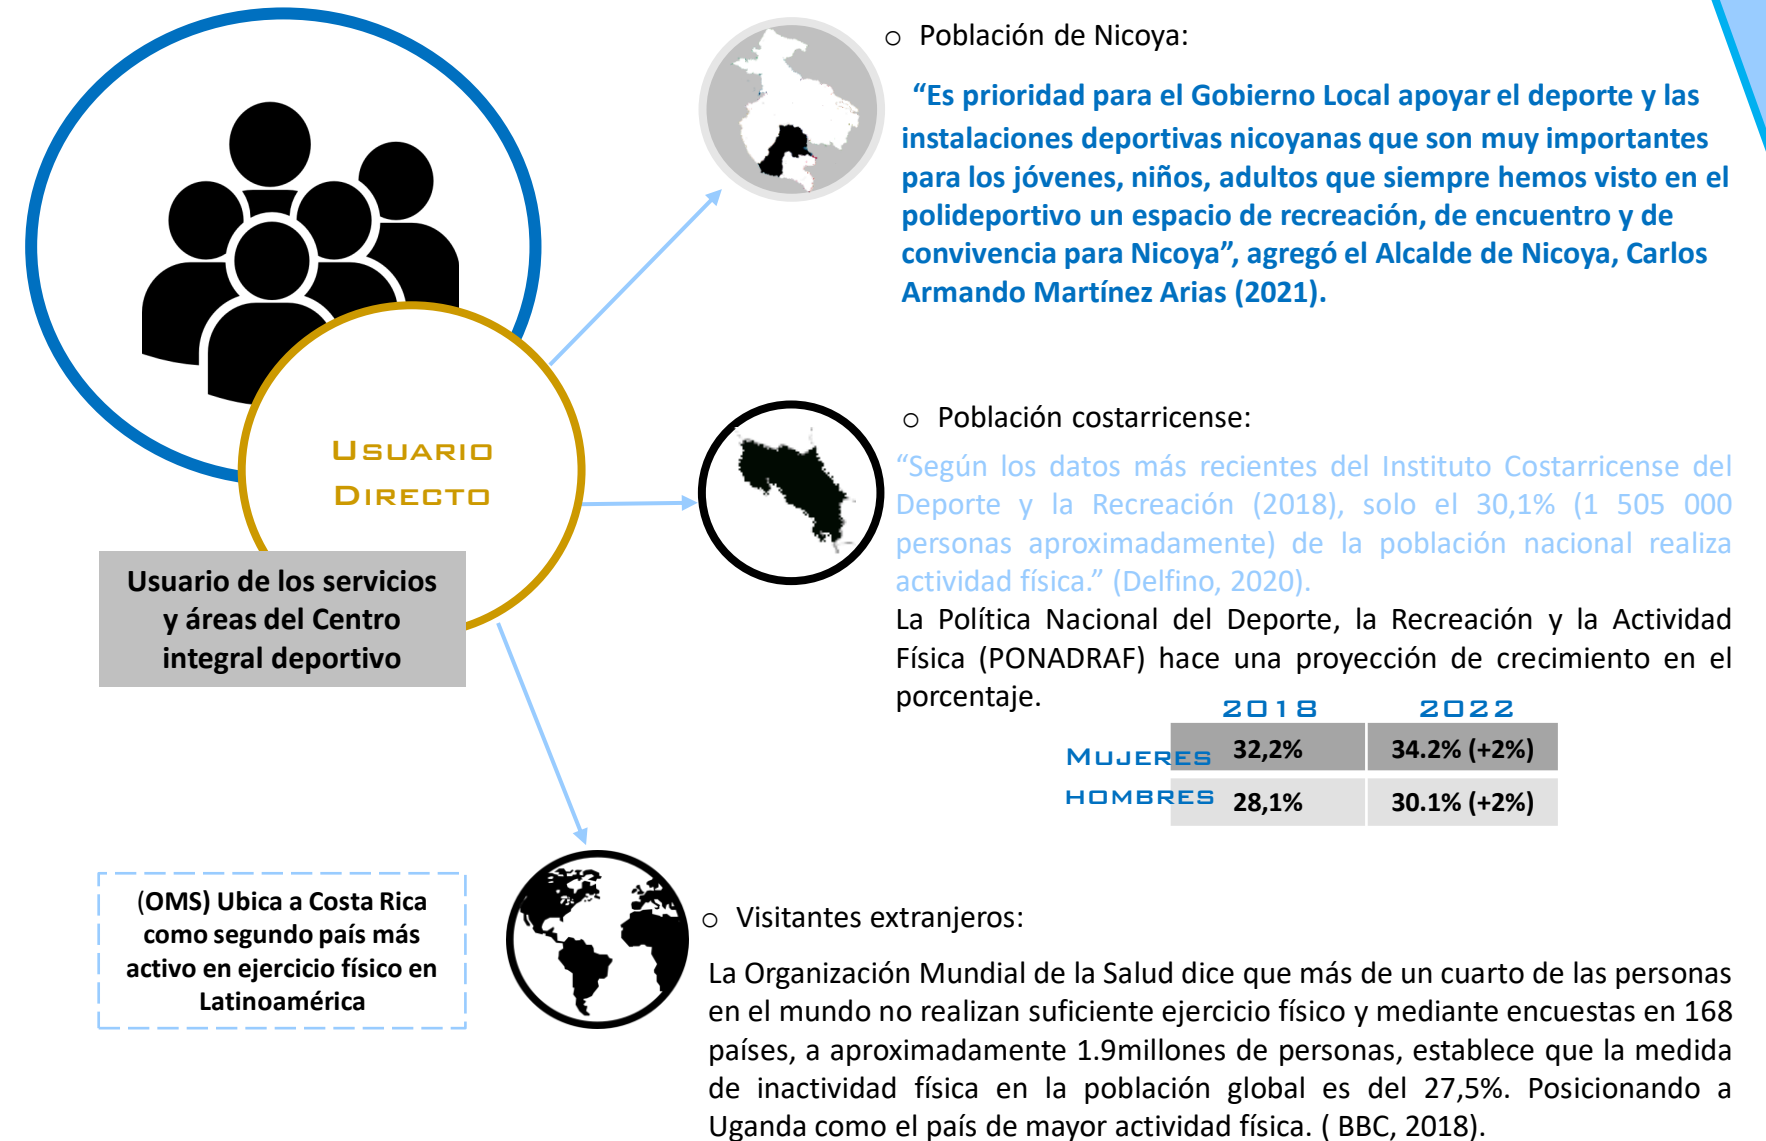 o Población de Nicoya:
“Es prioridad para el Gobierno Local apoyar el deporte y las
instalaciones deportivas nicoyanas que son muy importantes
para los jóvenes, niños, adultos que siempre hemos visto en el
polideportivo un espacio de recreación, de encuentro y de
convivencia para Nicoya”, agregó el Alcalde de Nicoya, Carlos
Armando Martínez Arias (2021).
Usuario
Directo
Usuario de los servicios
y áreas del Centro
integral deportivo
o Población costarricense:
“Según los datos más recientes del Instituto Costarricense del
Deporte y la Recreación (2018), solo el 30,1% (1 505 000
personas aproximadamente) de la población nacional realiza
actividad física.” (Delfino, 2020).
La Política Nacional del Deporte, la Recreación y la Actividad
Física (PONADRAF) hace una proyección de crecimiento en el
porcentaje.
2018 2022
Mujeres 32,2% 34.2% (+2%)
hombres 28,1% 30.1% (+2%)
(OMS) Ubica a Costa Rica
como segundo país más
activo en ejercicio físico en
Latinoamérica
o Visitantes extranjeros:
La Organización Mundial de la Salud dice que más de un cuarto de las personas
en el mundo no realizan suficiente ejercicio físico y mediante encuestas en 168
países, a aproximadamente 1.9millones de personas, establece que la medida
de inactividad física en la población global es del 27,5%. Posicionando a
Uganda como el país de mayor actividad física. ( BBC, 2018).